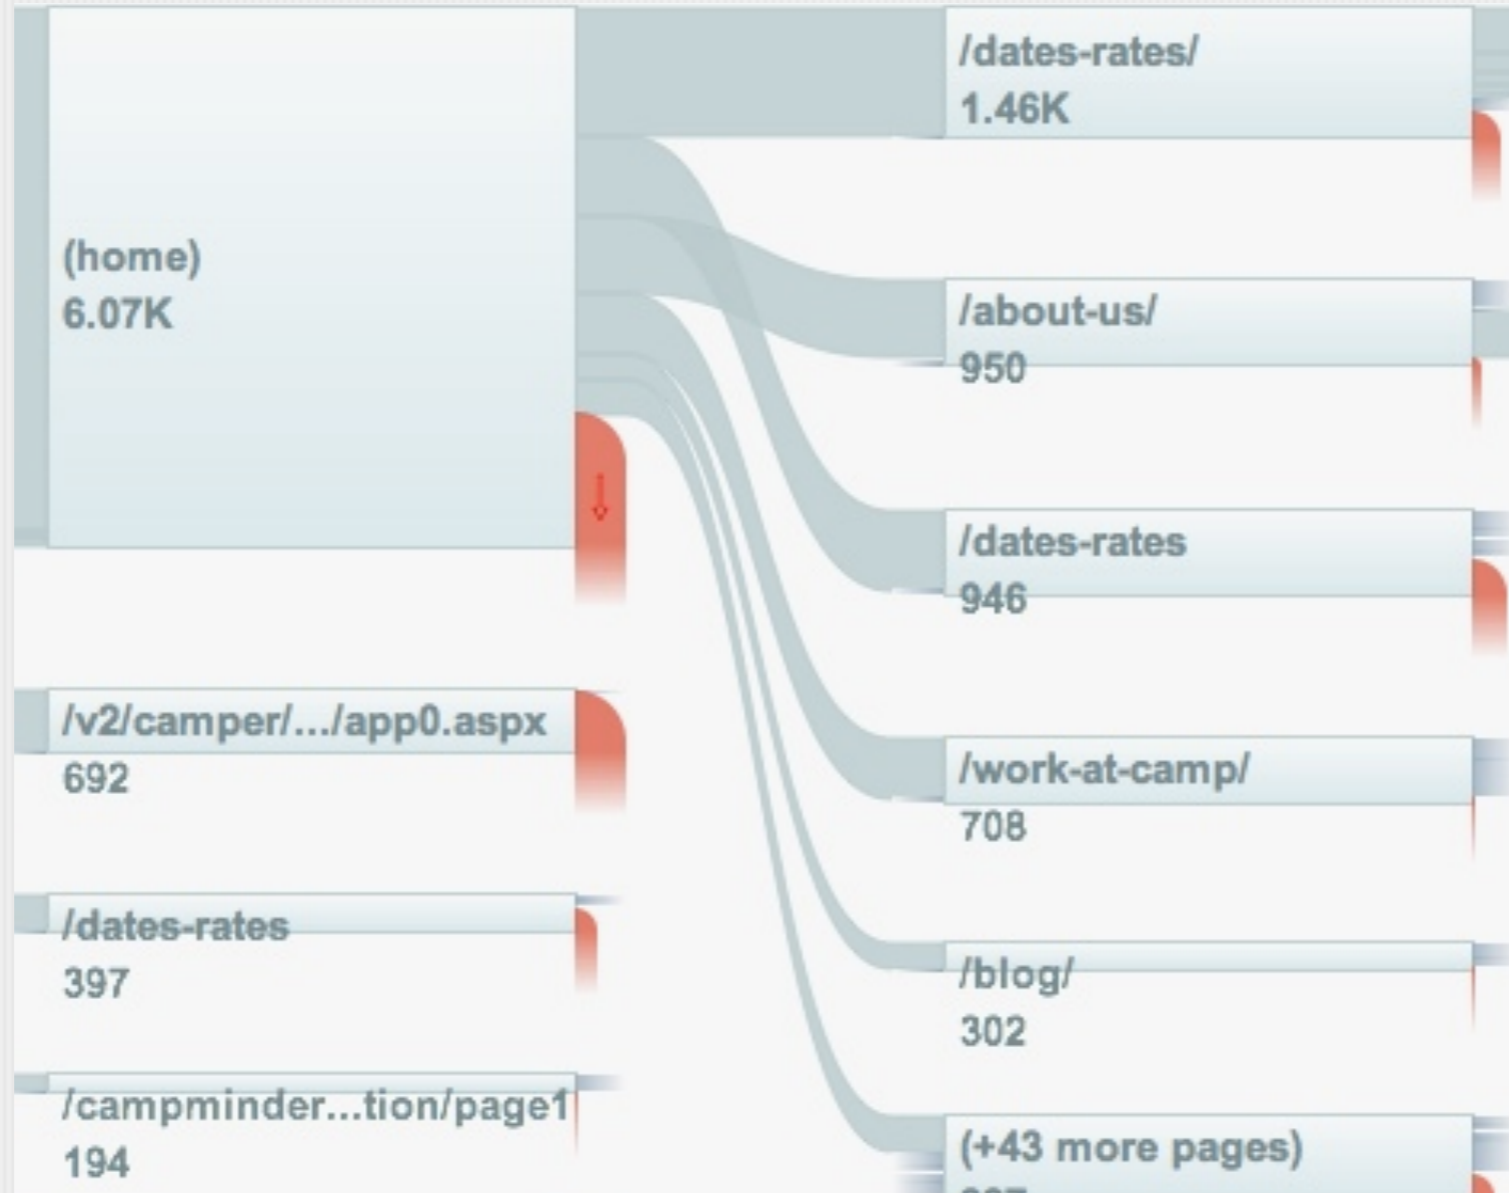 (home)
6.07K
/v2/camper/.../app0.aspx
692
/dates-rates
397
/campminder...tion/page1
194
/dates-rates/
1.46K
/about-us/
950
/dates-rates
946
/work-at-camp/
708
/blog/
302
(+43 more pages)